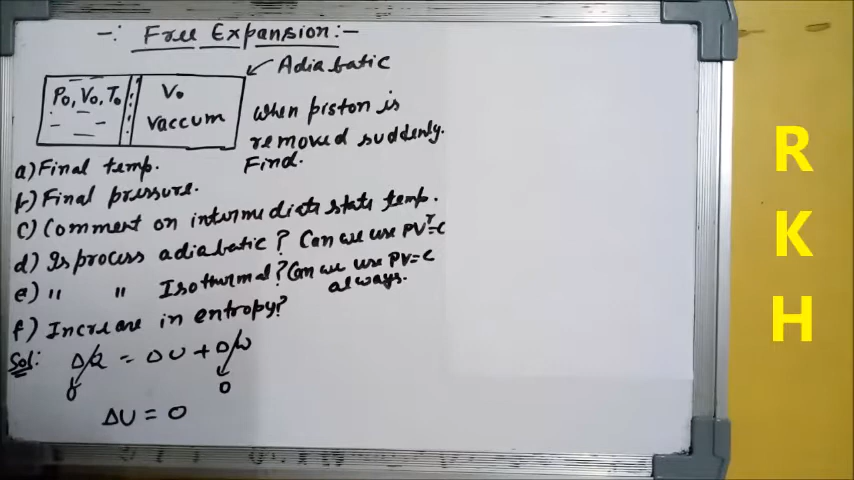 -: Free Expansion:-
Adiabatic
P₀, V₀, T₀
V₀
vaccum
when piston is
removed suddenly.
Find.
a) Final temp.
b) Final pressure.
c) Comment on intermediate state temp.
d) Is process adiabatic? Can we use PVʳ=C
e) " " Isothermal? Can we use PV=C
always.
f) Increase in entropy?
Sol: ΔQ = ΔU + ΔW
0 0
ΔU = 0
R
K
H